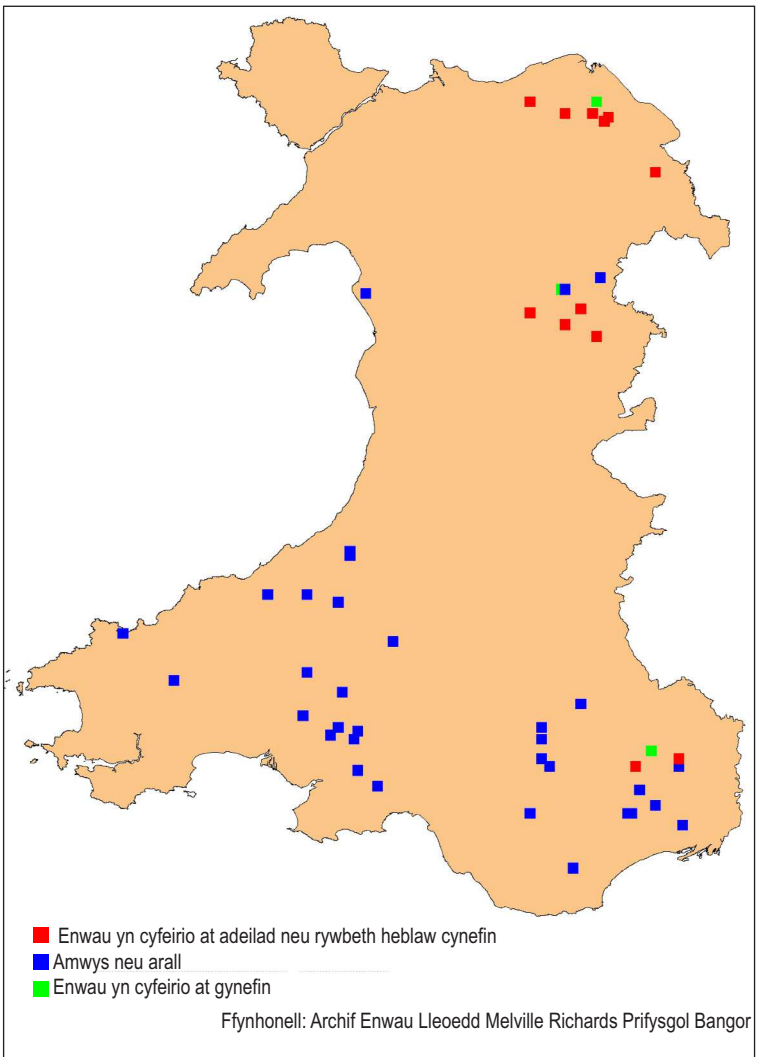 Enwau yn cyfeirio at adeilad neu rywbeth heblaw cynefin
Amwys neu arall
Enwau yn cyfeirio at gynefin
Ffynhonell: Archif Enwau Lleoedd Melville Richards Prifysgol Bangor